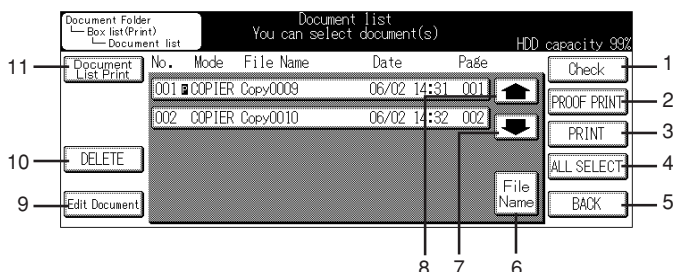 Document Folder
Box list(Print)
Document list
Document list
You can select document(s)
HDD capacity 99%
Document
List Print
No. Mode File Name Date Page
001 P COPIER Copy0009 06/02 14:31 001
002 COPIER Copy0010 06/02 14:32 002
DELETE
Edit Document
File
Name
Check
PROOF PRINT
PRINT
ALL SELECT
BACK
1
2
3
4
5
6
7
8
9
10
11